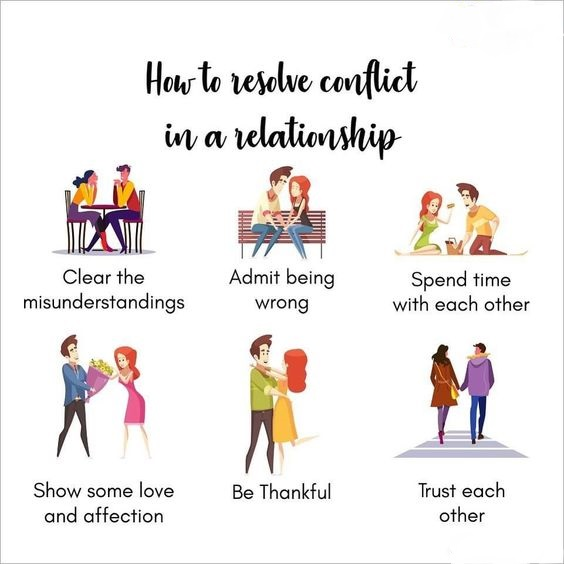 How to resolve conflict
in a relationship
Clear the
misunderstandings
Admit being
wrong
Spend time
with each other
Show some love
and affection
Be Thankful
Trust each
other